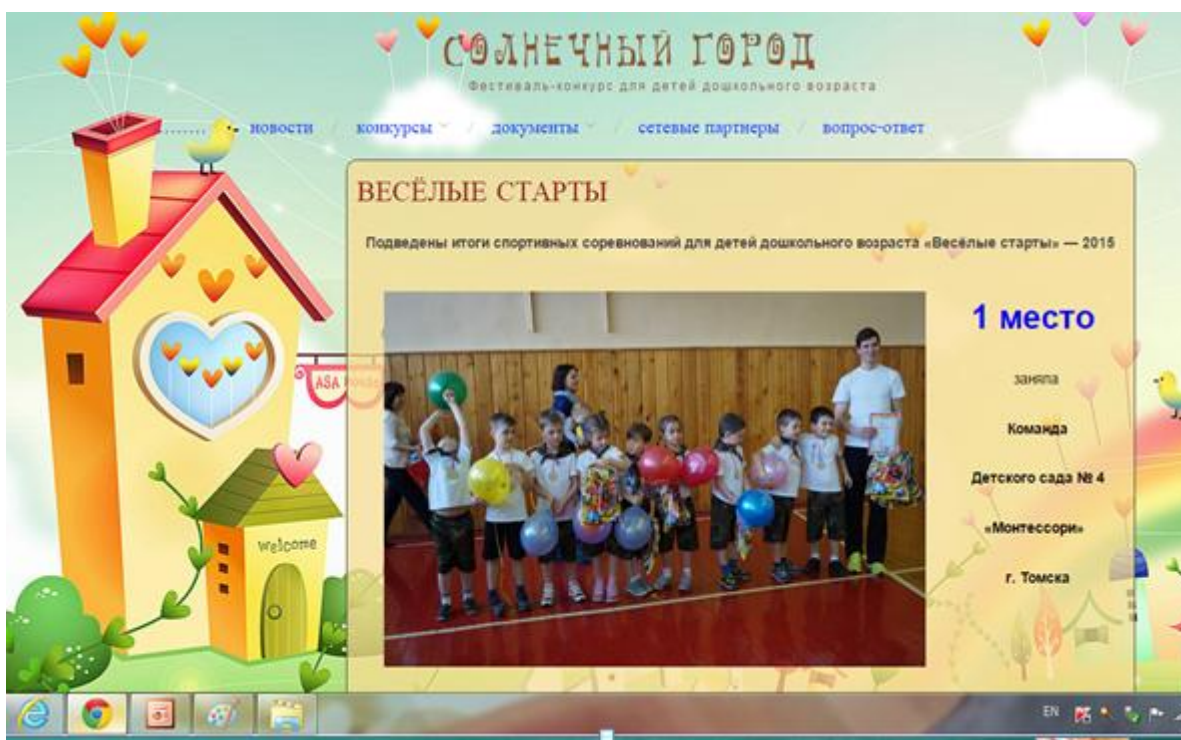 СОЛНЕЧНЫЙ ГОРОД
Фестиваль-конкурс для детей дошкольного возраста
новости / конкурсы / документы / сетевые партнеры / вопрос-ответ
ВЕСЁЛЫЕ СТАРТЫ
Подведены итоги спортивных соревнований для детей дошкольного возраста «Весёлые старты» — 2015
1 место
заняла
Команда
Детского сада № 4
«Монтессори»
г. Томска
ASA
welcome
EN